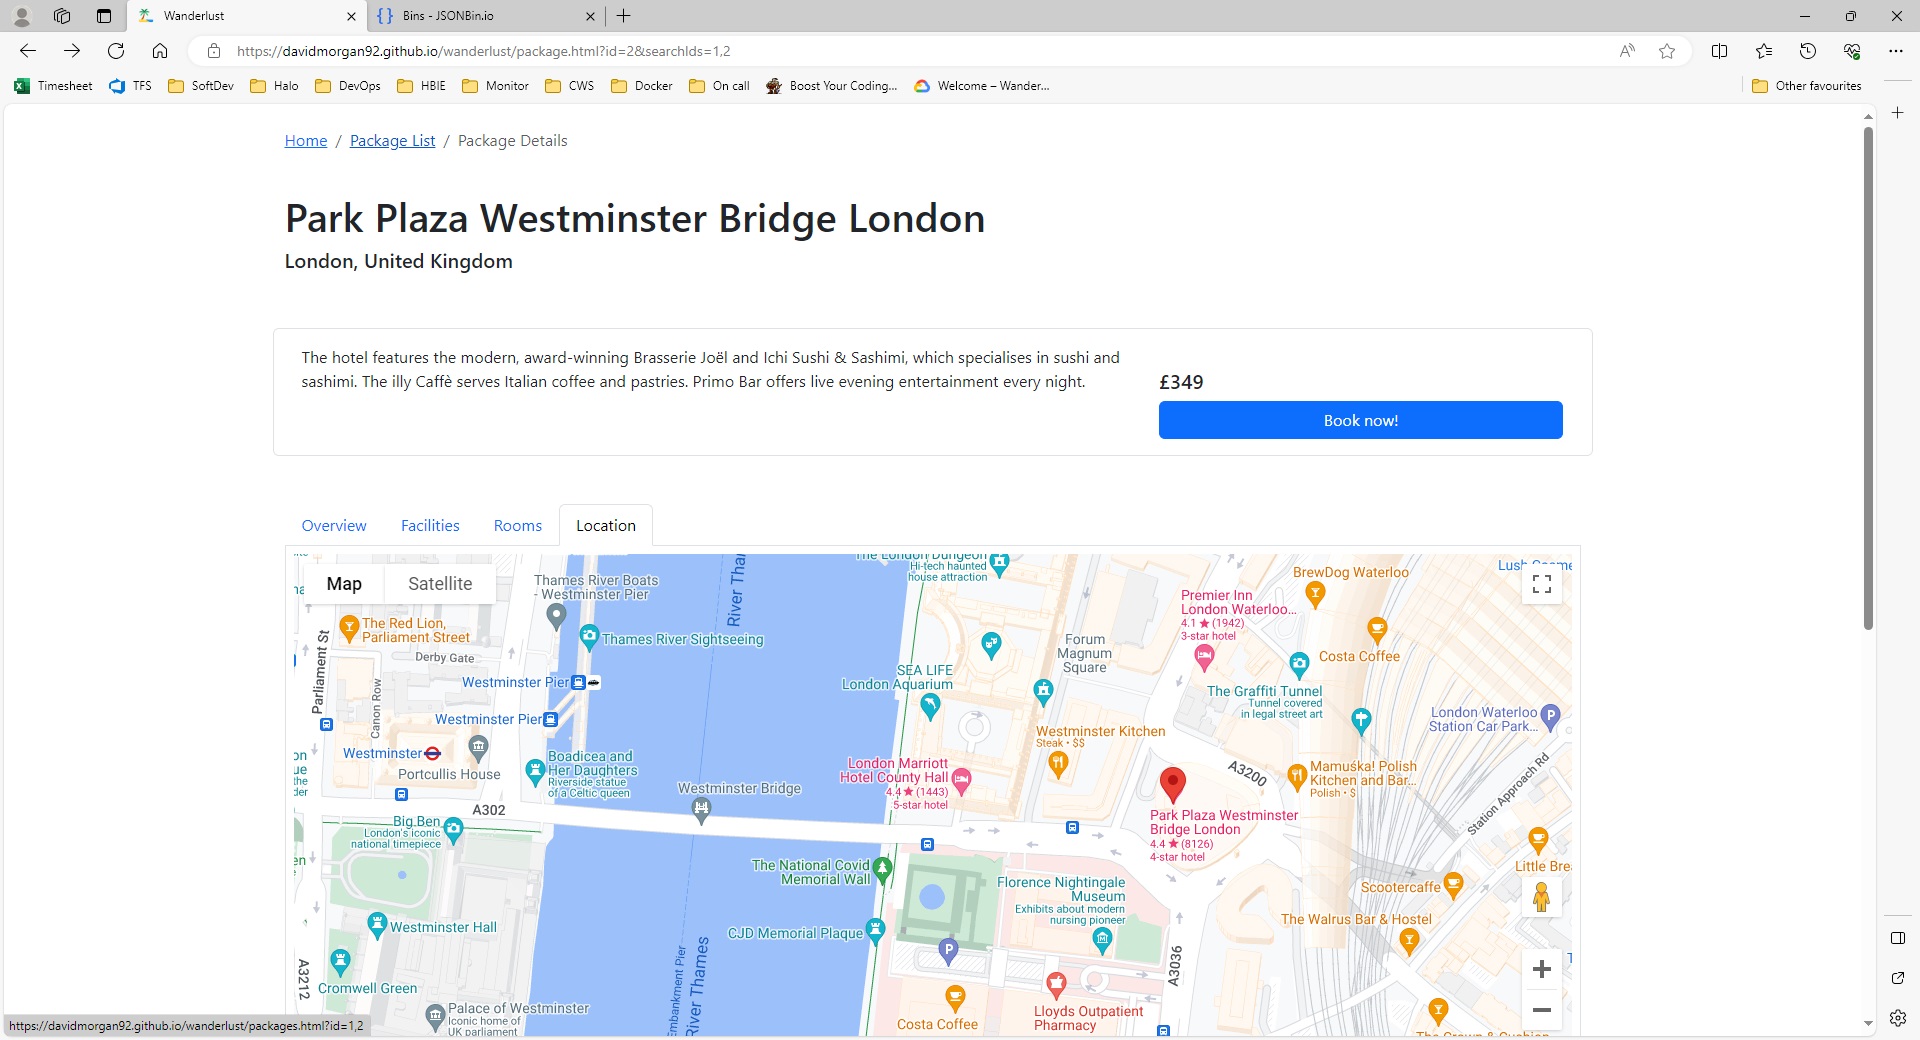 Wanderlust
Bins - JSONBin.io
https://davidmorgan92.github.io/wanderlust/package.html?id=2&searchIds=1,2
Timesheet
TFS
SoftDev
Halo
DevOps
HBIE
Monitor
CWS
Docker
On call
Boost Your Coding...
Welcome – Wander...
Other favourites
Home / Package List / Package Details
Park Plaza Westminster Bridge London
London, United Kingdom
The hotel features the modern, award-winning Brasserie Joël and Ichi Sushi & Sashimi, which specialises in sushi and
sashimi. The illy Caffè serves Italian coffee and pastries. Primo Bar offers live evening entertainment every night.
£349
Book now!
Overview
Facilities
Rooms
Location
Map
Satellite
Thames River Boats
- Westminster Pier
River Tha
The London Dungeon
Hi-tech haunted
house attraction
BrewDog Waterloo
Premier Inn
London Waterloo...
4.1 ★ (1942)
3-star hotel
The Red Lion,
Parliament Street
Thames River Sightseeing
Derby Gate
Parliament St
Canon Row
Forum
Magnum
Square
Costa Coffee
SEA LIFE
London Aquarium
Westminster Pier
The Graffiti Tunnel
Tunnel covered
in legal street art
London Waterloo
Station Car Park...
Westminster Pier
Westminster Kitchen
Steak • $$
Westminster
Portcullis House
Boadicea and
Her Daughters
Riverside statue
of a Celtic queen
London Marriott
Hotel County Hall
4.4 ★ (1443)
5-star hotel
A3200
Mamuśka! Polish
Kitchen and Bar...
Polish • $
Station Approach Rd
Westminster Bridge
A302
Park Plaza Westminster
Bridge London
4.4 ★ (8126)
4-star hotel
Big Ben
London's iconic
national timepiece
The National Covid
Memorial Wall
Little Bre
Florence Nightingale
Museum
Exhibits about modern
nursing pioneer
Scootercaffe
The Walrus Bar & Hostel
Westminster Hall
CJD Memorial Plaque
P
P
A3212
Cromwell Green
A3036
River Thames
Palace of Westminster
Iconic home of
UK parliament
Costa Coffee
Lloyds Outpatient
Pharmacy
https://davidmorgan92.github.io/wanderlust/packages.html?id=1,2